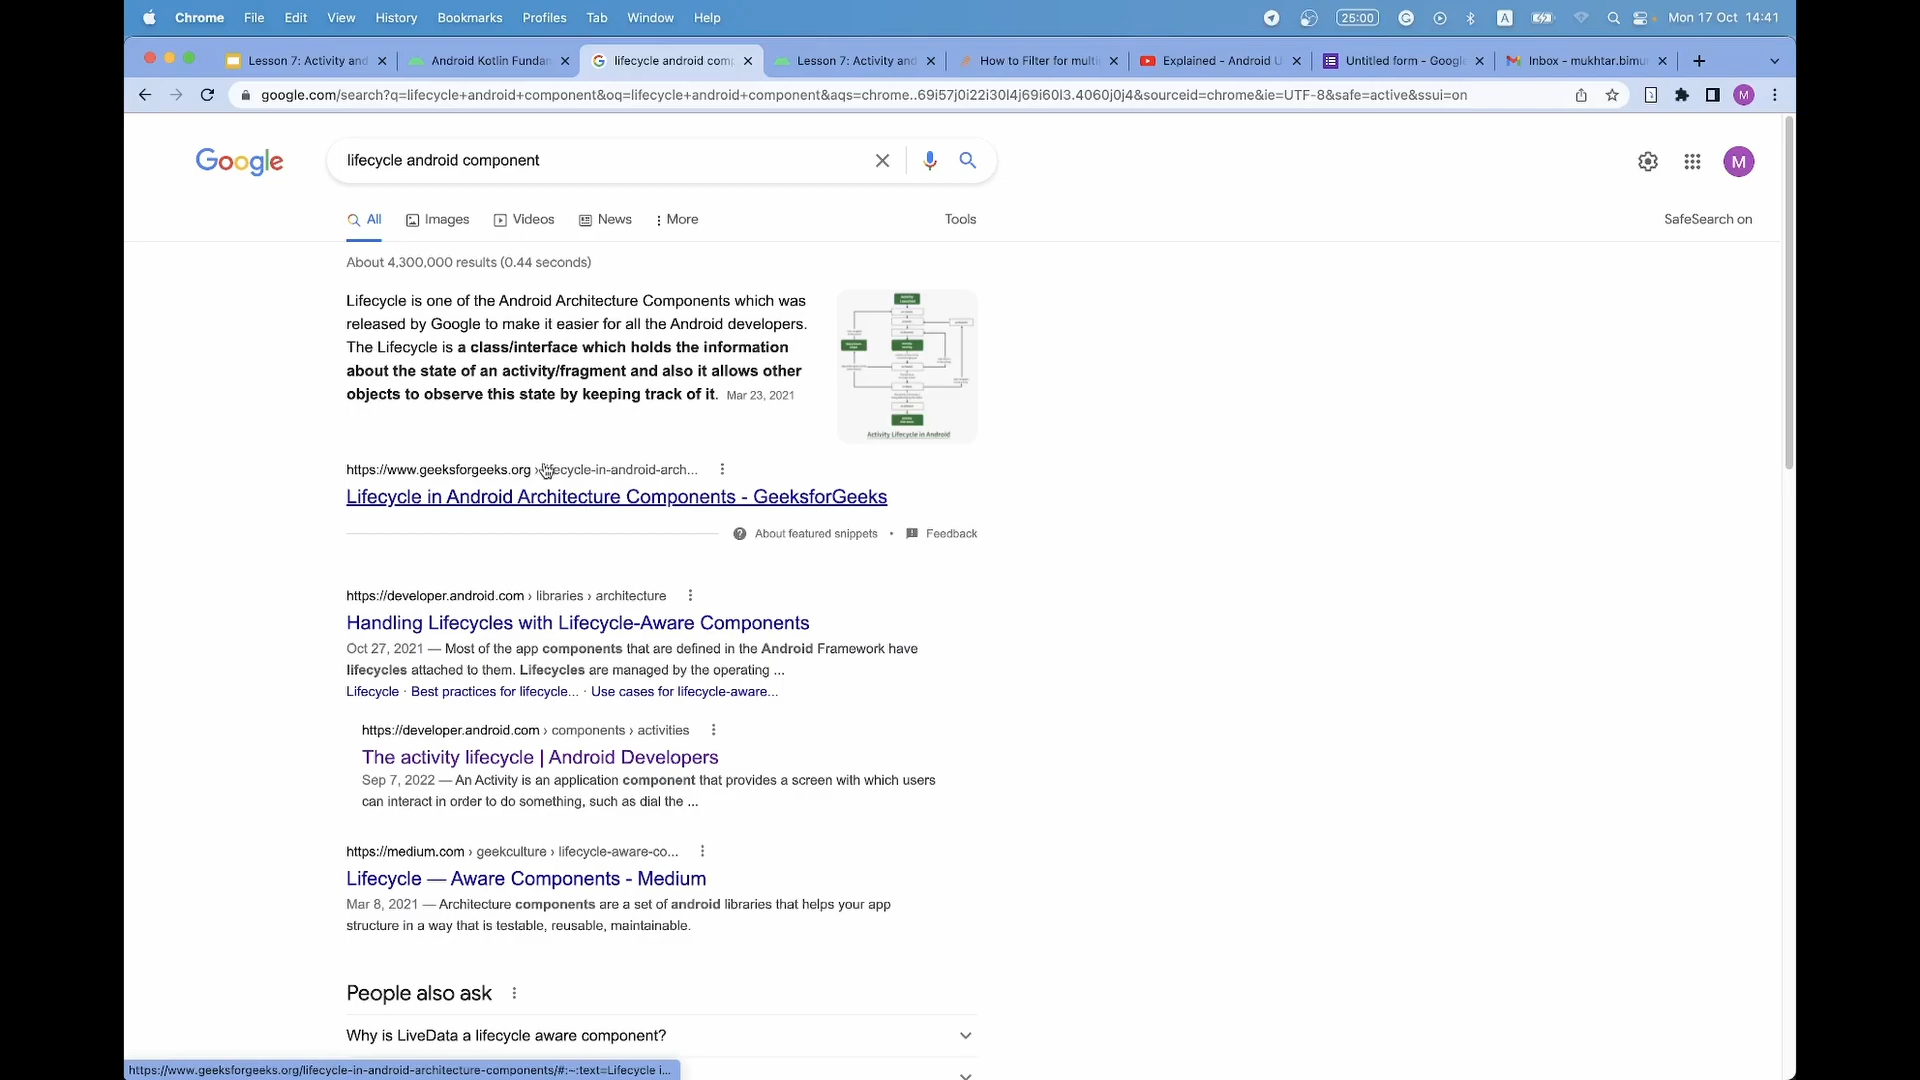 Chrome File Edit View History Bookmarks Profiles Tab Window Help 25:00 A Mon 17 Oct 14:41
Lesson 7: Activity and Android Kotlin Fundan lifecycle android com Lesson 7: Activity and How to Filter for multi Explained - Android U Untitled form - Google Inbox - mukhtar.bimu
google.com/search?q=lifecycle+android+component&oq=lifecycle+android+component&aqs=chrome..69i57j0i22i30l4j69i60l3.4060j0j4&sourceid=chrome&ie=UTF-8&safe=active&ssui=on M
Google lifecycle android component M
All Images Videos News More Tools SafeSearch on
About 4,300,000 results (0.44 seconds)
Lifecycle is one of the Android Architecture Components which was
released by Google to make it easier for all the Android developers.
The Lifecycle is a class/interface which holds the information
about the state of an activity/fragment and also it allows other
objects to observe this state by keeping track of it. Mar 23, 2021
Activity Lifecycle in Android
https://www.geeksforgeeks.org › lifecycle-in-android-arch...
Lifecycle in Android Architecture Components - GeeksforGeeks
About featured snippets • Feedback
https://developer.android.com › libraries › architecture
Handling Lifecycles with Lifecycle-Aware Components
Oct 27, 2021 — Most of the app components that are defined in the Android Framework have
lifecycles attached to them. Lifecycles are managed by the operating ...
Lifecycle · Best practices for lifecycle... · Use cases for lifecycle-aware...
https://developer.android.com › components › activities
The activity lifecycle | Android Developers
Sep 7, 2022 — An Activity is an application component that provides a screen with which users
can interact in order to do something, such as dial the ...
https://medium.com › geekculture › lifecycle-aware-co...
Lifecycle — Aware Components - Medium
Mar 8, 2021 — Architecture components are a set of android libraries that helps your app
structure in a way that is testable, reusable, maintainable.
People also ask
Why is LiveData a lifecycle aware component?
https://www.geeksforgeeks.org/lifecycle-in-android-architecture-components/#:~:text=Lifecycle i...